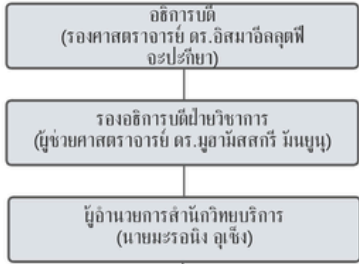 อธิการบดี
(รองศาสตราจารย์ ดร.อิสมาอีลลุตฟี
จะปะกียา)
รองอธิการบดีฝ่ายวิชาการ
(ผู้ช่วยศาสตราจารย์ ดร.มูฮามัสสกรี มันยูนุ)
ผู้อำนวยการสำนักวิทยบริการ
(นายมะรอนิง อุเซ็ง)